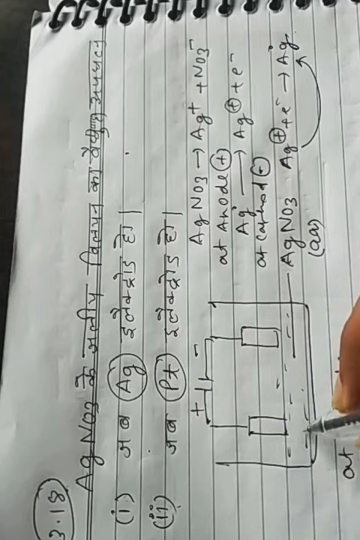 3.18
AgNO3 के जलीय विलयन का वैद्युत अपघटन
(i) जब Ag इलेक्ट्रोड हो।
(ii) जब Pt इलेक्ट्रोड हो।
+ −
AgNO3 → Ag+ + NO3−
at Anode (+)
Ag → Ag+ + e−
at Cathod (−)
AgNO3 Ag+ + e− → Ag
(aq)
at